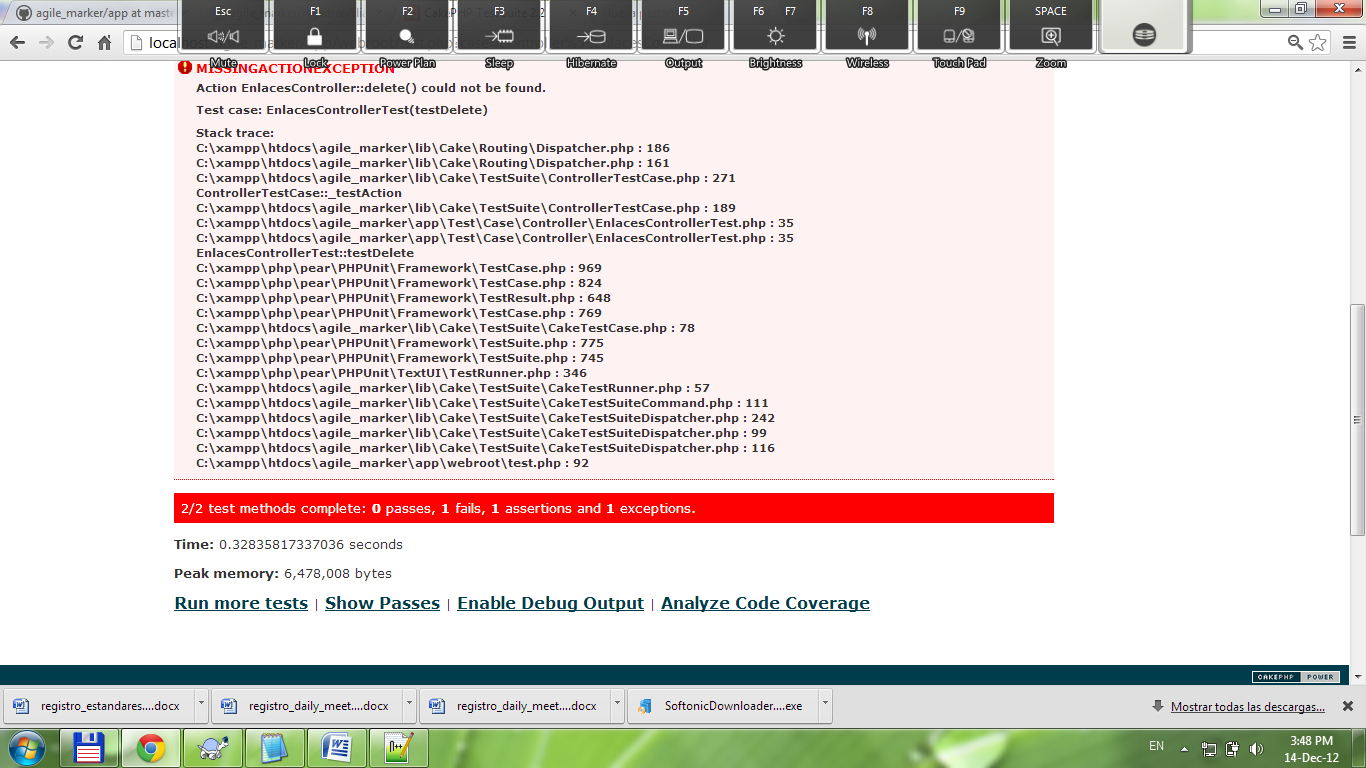 agile_marker/app at mast
CakePHP Test Suite 2.2
Esc
F1
F2
F3
F4
F5
F6 F7
F8
F9
SPACE
Mute
Lock
Power Plan
Sleep
Hibernate
Output
Brightness
Wireless
Touch Pad
Zoom
MISSINGACTIONEXCEPTION
Action EnlacesController::delete() could not be found.
Test case: EnlacesControllerTest(testDelete)
Stack trace:
C:\xampp\htdocs\agile_marker\lib\Cake\Routing\Dispatcher.php : 186
C:\xampp\htdocs\agile_marker\lib\Cake\Routing\Dispatcher.php : 161
C:\xampp\htdocs\agile_marker\lib\Cake\TestSuite\ControllerTestCase.php : 271
ControllerTestCase::_testAction
C:\xampp\htdocs\agile_marker\lib\Cake\TestSuite\ControllerTestCase.php : 189
C:\xampp\htdocs\agile_marker\app\Test\Case\Controller\EnlacesControllerTest.php : 35
C:\xampp\htdocs\agile_marker\app\Test\Case\Controller\EnlacesControllerTest.php : 35
EnlacesControllerTest::testDelete
C:\xampp\php\pear\PHPUnit\Framework\TestCase.php : 969
C:\xampp\php\pear\PHPUnit\Framework\TestCase.php : 824
C:\xampp\php\pear\PHPUnit\Framework\TestResult.php : 648
C:\xampp\php\pear\PHPUnit\Framework\TestCase.php : 769
C:\xampp\htdocs\agile_marker\lib\Cake\TestSuite\CakeTestCase.php : 78
C:\xampp\php\pear\PHPUnit\Framework\TestSuite.php : 775
C:\xampp\php\pear\PHPUnit\Framework\TestSuite.php : 745
C:\xampp\php\pear\PHPUnit\TextUI\TestRunner.php : 346
C:\xampp\htdocs\agile_marker\lib\Cake\TestSuite\CakeTestRunner.php : 57
C:\xampp\htdocs\agile_marker\lib\Cake\TestSuite\CakeTestSuiteCommand.php : 111
C:\xampp\htdocs\agile_marker\lib\Cake\TestSuite\CakeTestSuiteDispatcher.php : 242
C:\xampp\htdocs\agile_marker\lib\Cake\TestSuite\CakeTestSuiteDispatcher.php : 99
C:\xampp\htdocs\agile_marker\lib\Cake\TestSuite\CakeTestSuiteDispatcher.php : 116
C:\xampp\htdocs\agile_marker\app\webroot\test.php : 92
2/2 test methods complete: 0 passes, 1 fails, 1 assertions and 1 exceptions.
Time: 0.32835817337036 seconds
Peak memory: 6,478,008 bytes
Run more tests | Show Passes | Enable Debug Output | Analyze Code Coverage
CAKEPHP POWER
registro_estandares....docx
registro_daily_meet....docx
registro_daily_meet....docx
SoftonicDownloader....exe
Mostrar todas las descargas...
EN
3:48 PM
14-Dec-12